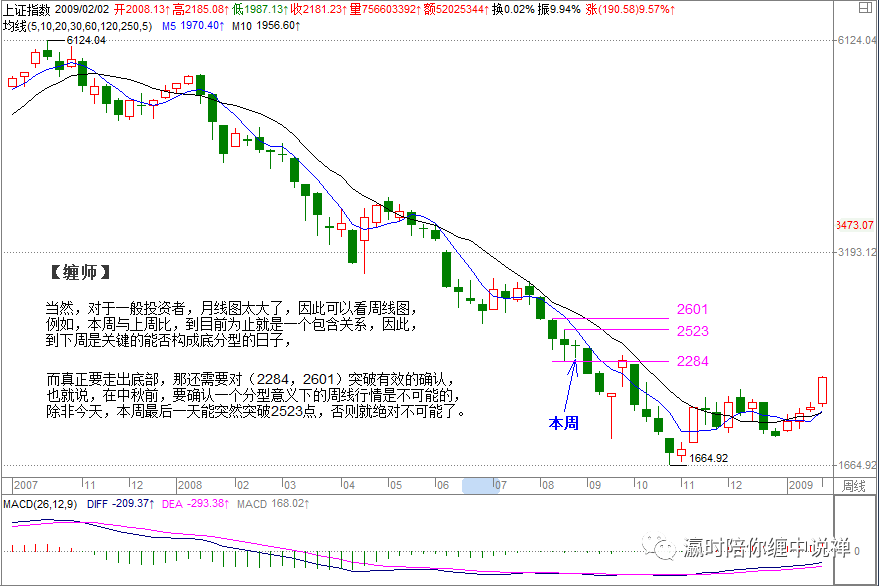 上证指数 2009/02/02 开2008.13↑ 高2185.08↑ 低1987.13↑ 收2181.23↑ 量756603392↑ 额52025344↑ 换0.02% 振9.94% 涨(190.58)9.57%↑
均线(5,10,20,30,60,120,250,5) M5 1970.40↑ M10 1956.60↑
6124.04
6124.04
3473.07
3193.12
【缠师】
当然，对于一般投资者，月线图太大了，因此可以看周线图，
例如，本周与上周比，到目前为止就是一个包含关系，因此，
到下周是关键的能否构成底分型的日子，
而真正要走出底部，那还需要对（2284，2601）突破有效的确认，
也就说，在中秋前，要确认一个分型意义下的周线行情是不可能的，
除非今天，本周最后一天能突然突破2523点，否则就绝对不可能了。
2601
2523
2284
本周
1664.92
1664.92
2007 11 12 2008 02 03 04 05 06 07 08 09 10 11 12 2009 周线
MACD(26,12,9) DIFF -209.37↑ DEA -293.38↑ MACD 168.02↑
0
瀛时陪你缠中说禅